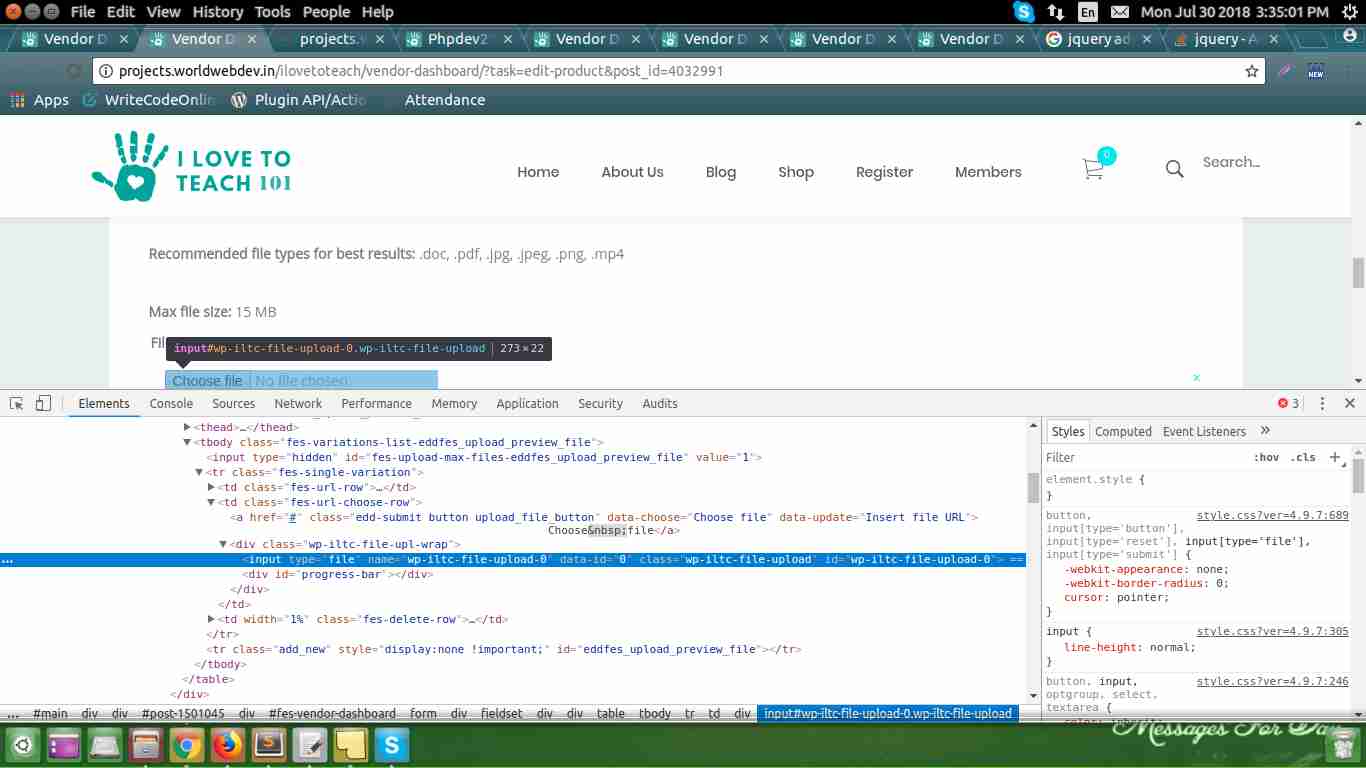 File Edit View History Tools People Help
En Mon Jul 30 2018 3:35:01 PM
Vendor D × Vendor D × projects.v × Phpdev2 × Vendor D × Vendor D × Vendor D × Vendor D × jquery ad × jquery - A ×
projects.worldwebdev.in/ilovetoteach/vendor-dashboard/?task=edit-product&post_id=4032991
NEW
Apps WriteCodeOnlin Plugin API/Actio Attendance
I LOVE TO
TEACH 101
Home About Us Blog Shop Register Members
0
Search...
Recommended file types for best results: .doc, .pdf, .jpg, .jpeg, .png, .mp4
Max file size: 15 MB
Fil
input#wp-iltc-file-upload-0.wp-iltc-file-upload | 273 × 22
Choose file No file chosen
×
Elements Console Sources Network Performance Memory Application Security Audits
3
<thead>…</thead>
<tbody class="fes-variations-list-eddfes_upload_preview_file">
<input type="hidden" id="fes-upload-max-files-eddfes_upload_preview_file" value="1">
<tr class="fes-single-variation">
<td class="fes-url-row">…</td>
<td class="fes-url-choose-row">
<a href="#" class="edd-submit button upload_file_button" data-choose="Choose file" data-update="Insert file URL">
Choose&nbsp;file</a>
<div class="wp-iltc-file-upl-wrap">
… <input type="file" name="wp-iltc-file-upload-0" data-id="0" class="wp-iltc-file-upload" id="wp-iltc-file-upload-0"> ==
<div id="progress-bar"></div>
</div>
</td>
<td width="1%" class="fes-delete-row">…</td>
</tr>
<tr class="add_new" style="display:none !important;" id="eddfes_upload_preview_file"></tr>
</tbody>
</table>
</div>
… #main div div #post-1501045 div #fes-vendor-dashboard form div fieldset div div table tbody tr td div input#wp-iltc-file-upload-0.wp-iltc-file-upload
Styles Computed Event Listeners »
Filter :hov .cls +
element.style {
}
button, style.css?ver=4.9.7:689
input[type='button'],
input[type='reset'], input[type='file'],
input[type='submit'] {
-webkit-appearance: none;
-webkit-border-radius: 0;
cursor: pointer;
}
input { style.css?ver=4.9.7:305
line-height: normal;
}
button, input, style.css?ver=4.9.7:246
optgroup, select,
textarea {
color: inherit;
Messages For Day